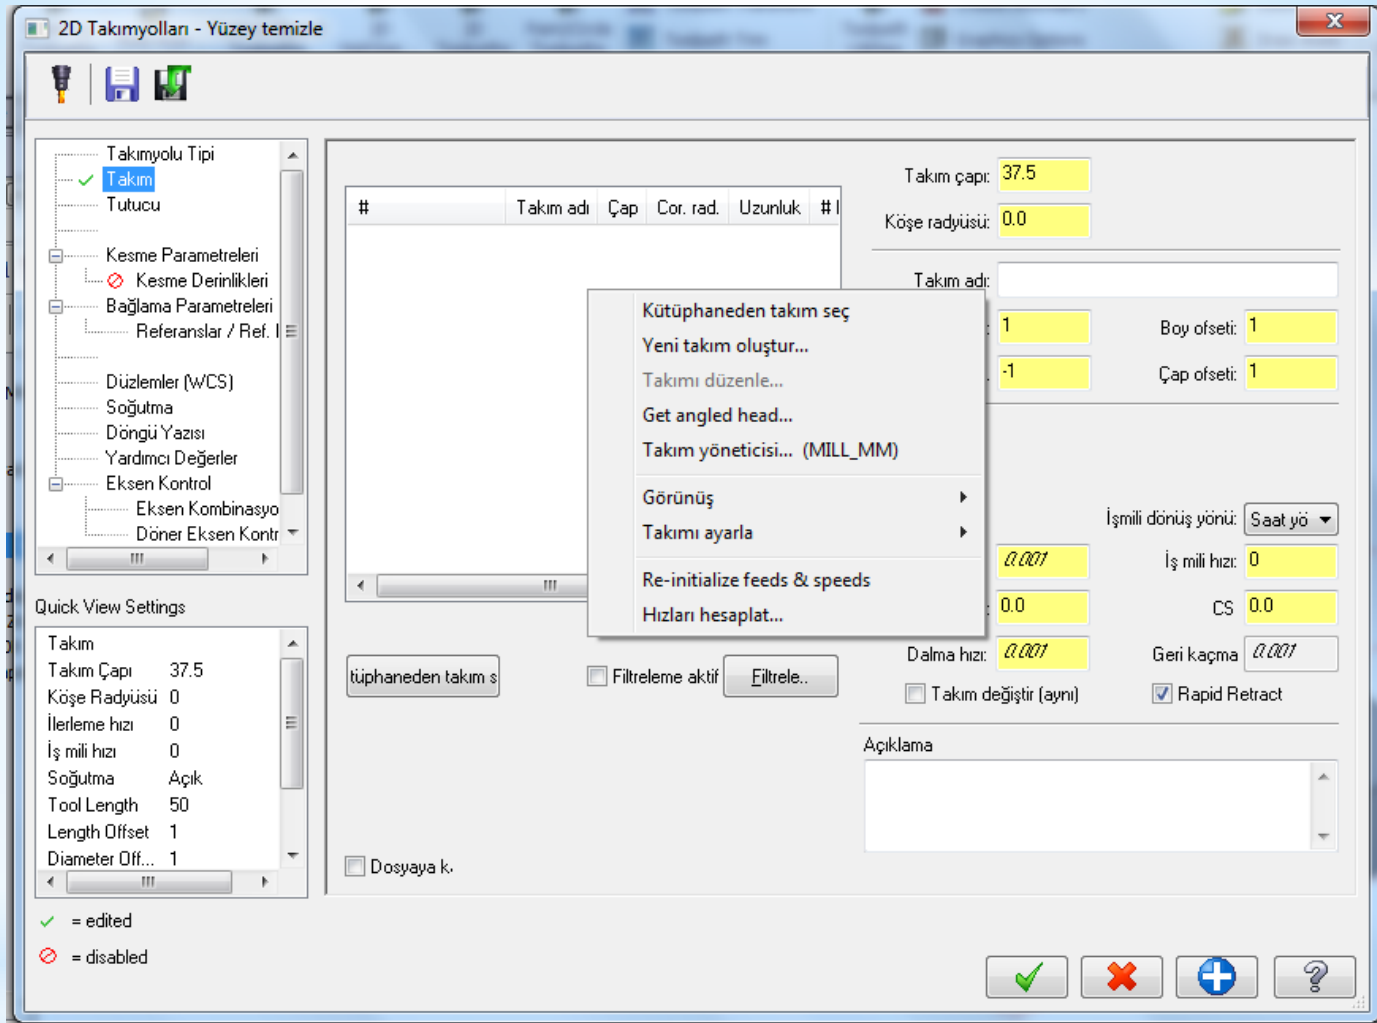 2D Takımyolları - Yüzey temizle
Takımyolu Tipi
Takım
Tutucu
Kesme Parametreleri
Kesme Derinlikleri
Bağlama Parametreleri
Referanslar / Ref.
Düzlemler (WCS)
Soğutma
Döngü Yazısı
Yardımcı Değerler
Eksen Kontrol
Eksen Kombinasyo
Döner Eksen Kontr
Quick View Settings
Takım
Takım Çapı 37.5
Köşe Radyüsü 0
İlerleme hızı 0
İş mili hızı 0
Soğutma Açık
Tool Length 50
Length Offset 1
Diameter Off... 1
= edited
= disabled
# Takım adı Çap Cor. rad. Uzunluk #
Kütüphaneden takım seç
Yeni takım oluştur...
Takımı düzenle...
Get angled head...
Takım yöneticisi... (MILL_MM)
Görünüş
Takımı ayarla
Re-initialize feeds & speeds
Hızları hesaplat...
tüphaneden takım s
Filtreleme aktif
Filtrele..
Dosyaya k.
Takım çapı: 37.5
Köşe radyüsü: 0.0
Takım adı:
1 Boy ofseti: 1
-1 Çap ofseti: 1
İşmili dönüş yönü: Saat yö
0.001 İş mili hızı: 0
0.0 CS 0.0
Dalma hızı: 0.001 Geri kaçma 0.001
Takım değiştir (aynı) Rapid Retract
Açıklama